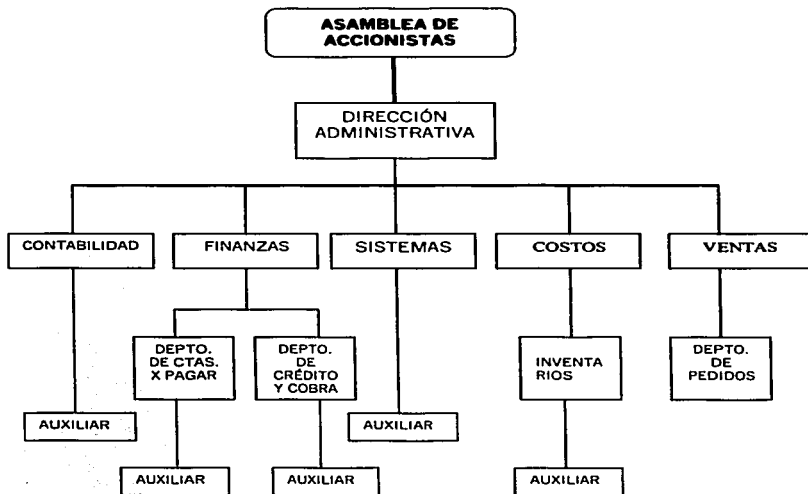 ASAMBLEA DE
ACCIONISTAS
DIRECCIÓN
ADMINISTRATIVA
CONTABILIDAD
FINANZAS
SISTEMAS
COSTOS
VENTAS
DEPTO.
DE CTAS.
X PAGAR
DEPTO.
DE
CRÉDITO
Y COBRA
INVENTA
RIOS
DEPTO.
DE
PEDIDOS
AUXILIAR
AUXILIAR
AUXILIAR
AUXILIAR
AUXILIAR